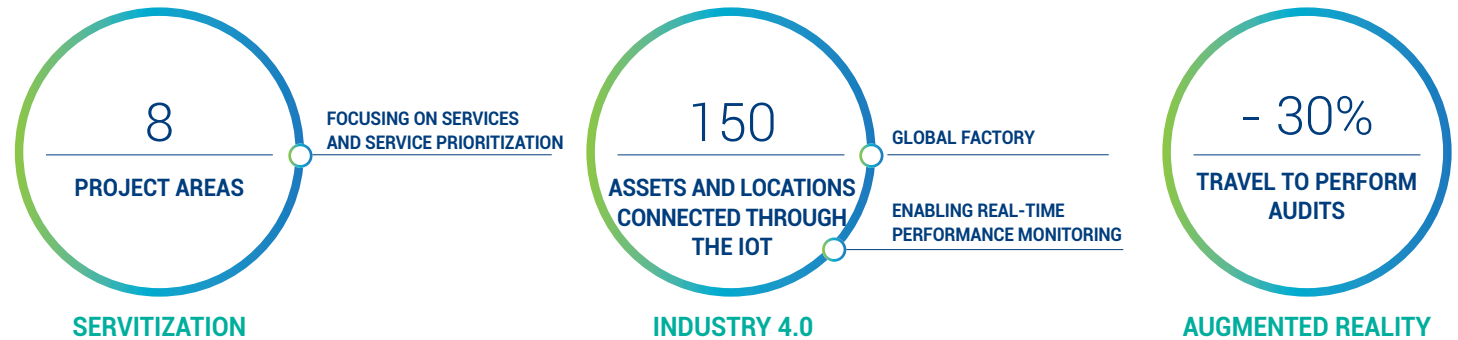 8
PROJECT AREAS
FOCUSING ON SERVICES
AND SERVICE PRIORITIZATION
SERVITIZATION
150
ASSETS AND LOCATIONS
CONNECTED THROUGH
THE IOT
GLOBAL FACTORY
ENABLING REAL-TIME
PERFORMANCE MONITORING
INDUSTRY 4.0
- 30%
TRAVEL TO PERFORM
AUDITS
AUGMENTED REALITY